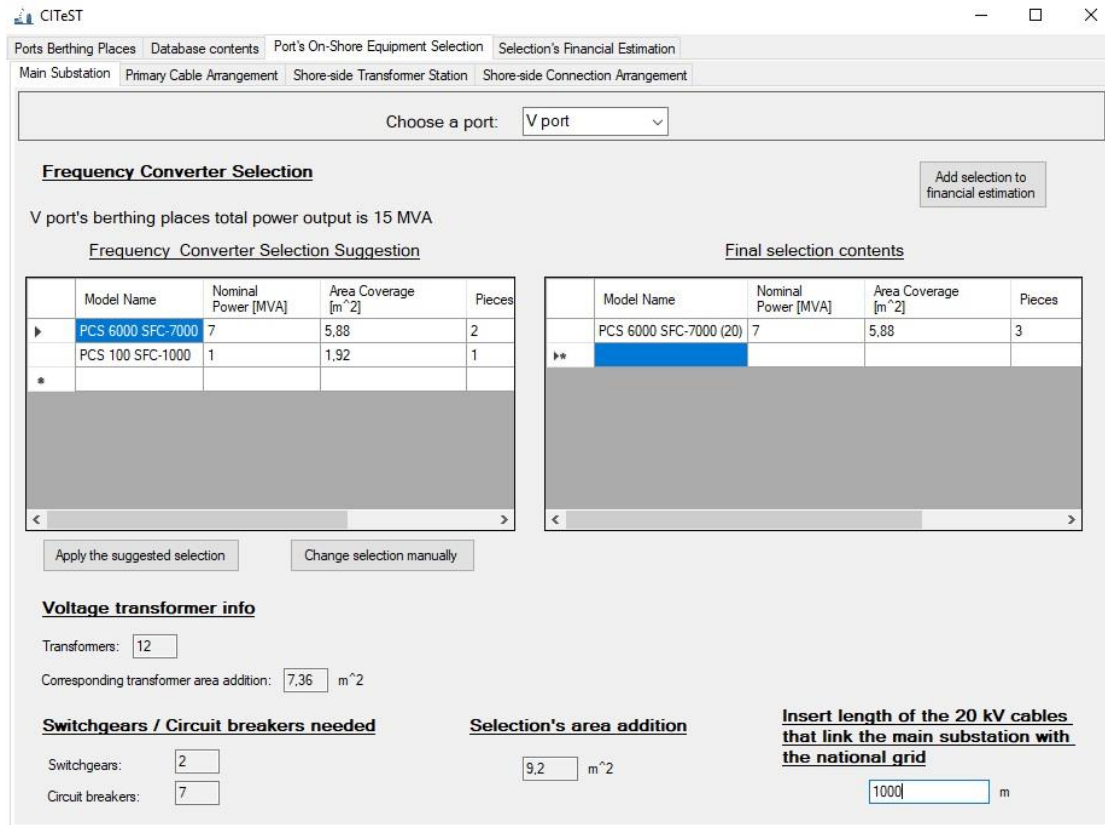 CITeST
Ports Berthing Places Database contents Port's On-Shore Equipment Selection Selection's Financial Estimation
Main Substation Primary Cable Arrangement Shore-side Transformer Station Shore-side Connection Arrangement
Choose a port: V port
Frequency Converter Selection
Add selection to
financial estimation
V port's berthing places total power output is 15 MVA
Frequency Converter Selection Suggestion
Model Name Nominal Power [MVA] Area Coverage [m^2] Pieces
PCS 6000 SFC-7000 7 5,88 2
PCS 100 SFC-1000 1 1,92 1
Final selection contents
Model Name Nominal Power [MVA] Area Coverage [m^2] Pieces
PCS 6000 SFC-7000 (20) 7 5,88 3
Apply the suggested selection Change selection manually
Voltage transformer info
Transformers: 12
Corresponding transformer area addition: 7,36 m^2
Switchgears / Circuit breakers needed
Switchgears: 2
Circuit breakers: 7
Selection's area addition
9,2 m^2
Insert length of the 20 kV cables
that link the main substation with
the national grid
1000 m